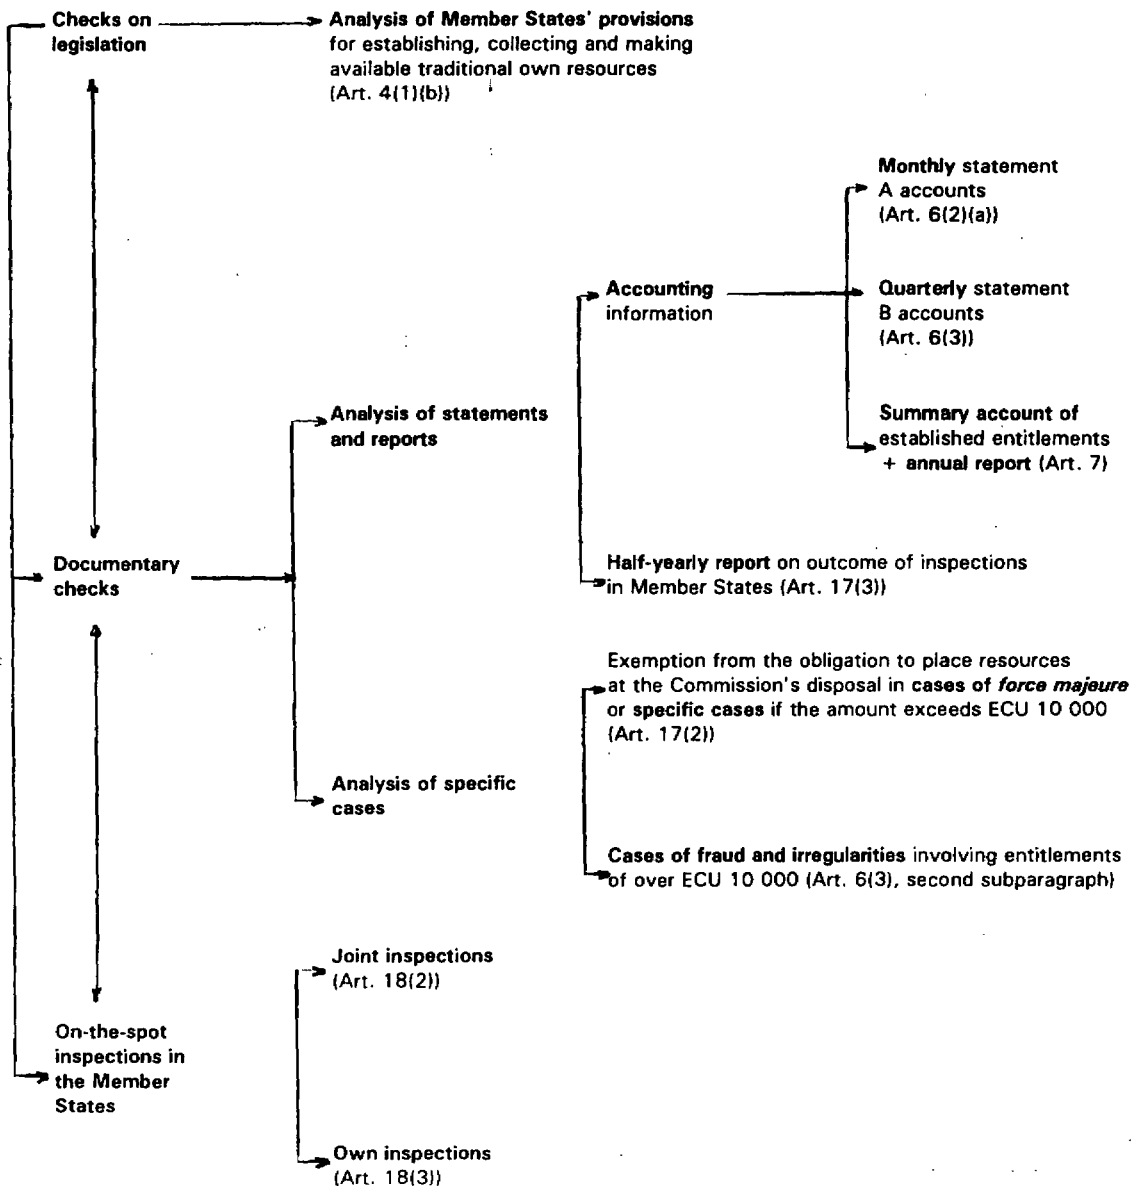 Checks on
legislation
Analysis of Member States' provisions
for establishing, collecting and making
available traditional own resources
(Art. 4(1)(b))
Monthly statement
A accounts
(Art. 6(2)(a))
Accounting
information
Quarterly statement
B accounts
(Art. 6(3))
Analysis of statements
and reports
Summary account of
established entitlements
+ annual report (Art. 7)
Documentary
checks
Half-yearly report on outcome of inspections
in Member States (Art. 17(3))
Exemption from the obligation to place resources
at the Commission's disposal in cases of force majeure
or specific cases if the amount exceeds ECU 10 000
(Art. 17(2))
Analysis of specific
cases
Cases of fraud and irregularities involving entitlements
of over ECU 10 000 (Art. 6(3), second subparagraph)
Joint inspections
(Art. 18(2))
On-the-spot
inspections in
the Member
States
Own inspections
(Art. 18(3))